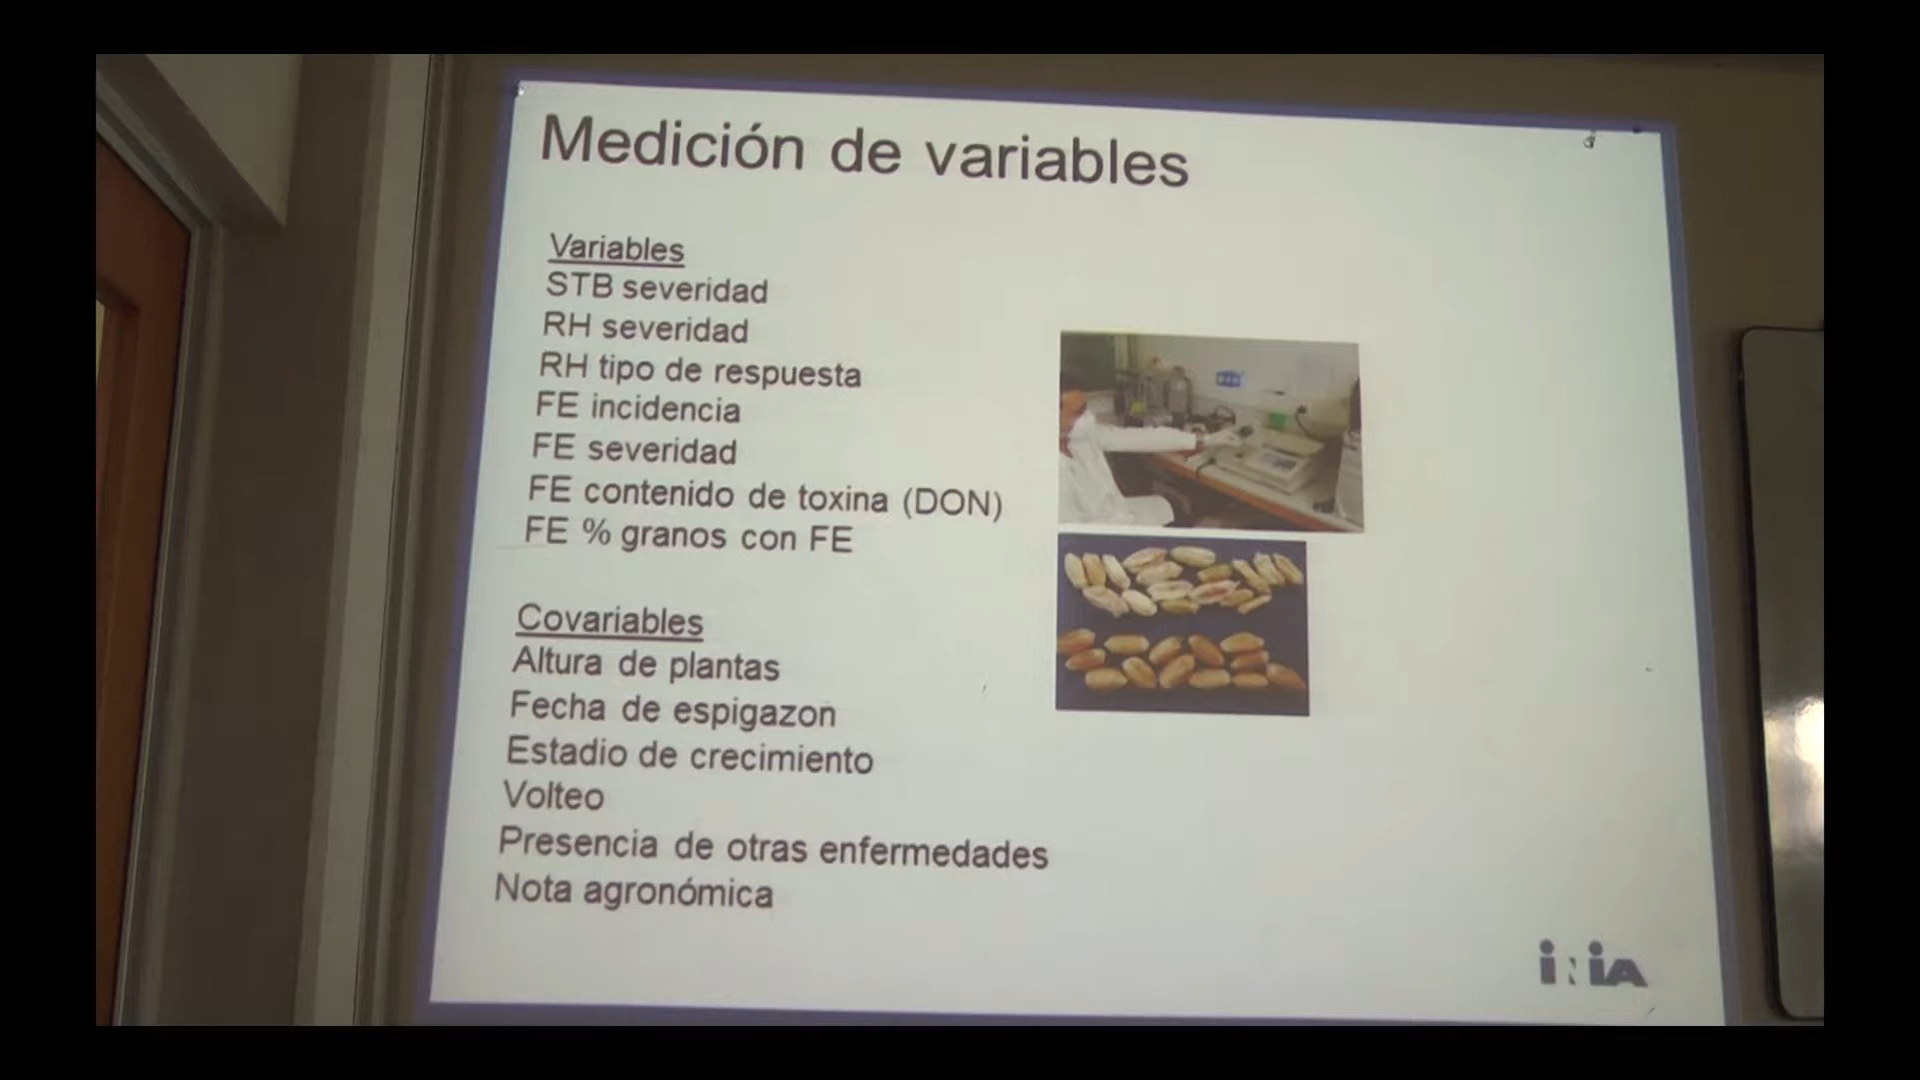 Medición de variables
Variables
STB severidad
RH severidad
RH tipo de respuesta
FE incidencia
FE severidad
FE contenido de toxina (DON)
FE % granos con FE
Covariables
Altura de plantas
Fecha de espigazon
Estadio de crecimiento
Volteo
Presencia de otras enfermedades
Nota agronómica
iNiA